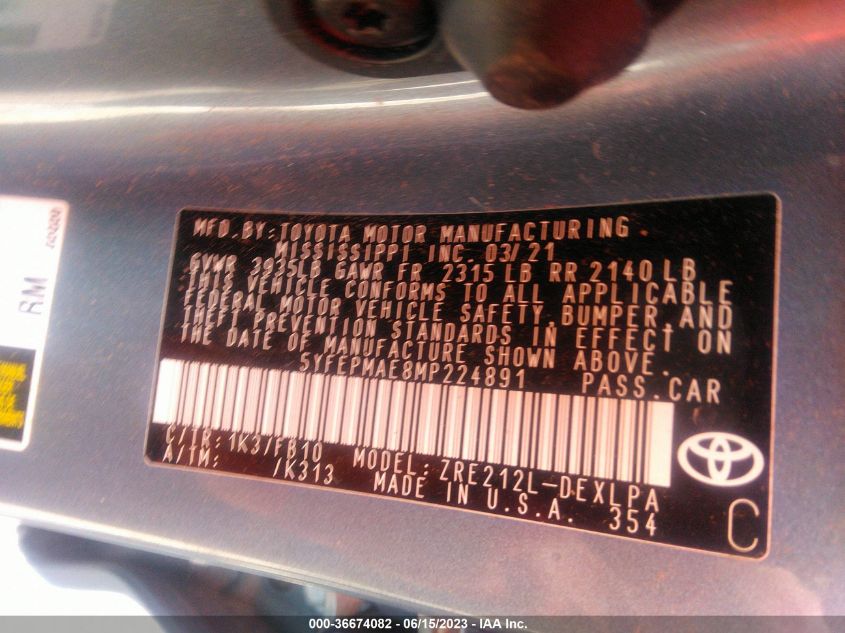 MFD. BY: TOYOTA MOTOR MANUFACTURING
MISSISSIPPI INC. 03/21
GVWR 3935LB GAWR FR 2315 LB RR 2140 LB
THIS VEHICLE CONFORMS TO ALL APPLICABLE
FEDERAL MOTOR VEHICLE SAFETY, BUMPER, AND
THEFT PREVENTION STANDARDS IN EFFECT ON
THE DATE OF MANUFACTURE SHOWN ABOVE.
5YFEPMAE8MP224891 PASS.CAR
C/TR: 1K3/FB10 MODEL: ZRE212L-DEXLPA
A/TM: /K313 MADE IN U.S.A. 354
C
RM
000-36674082 - 06/15/2023 - IAA Inc.